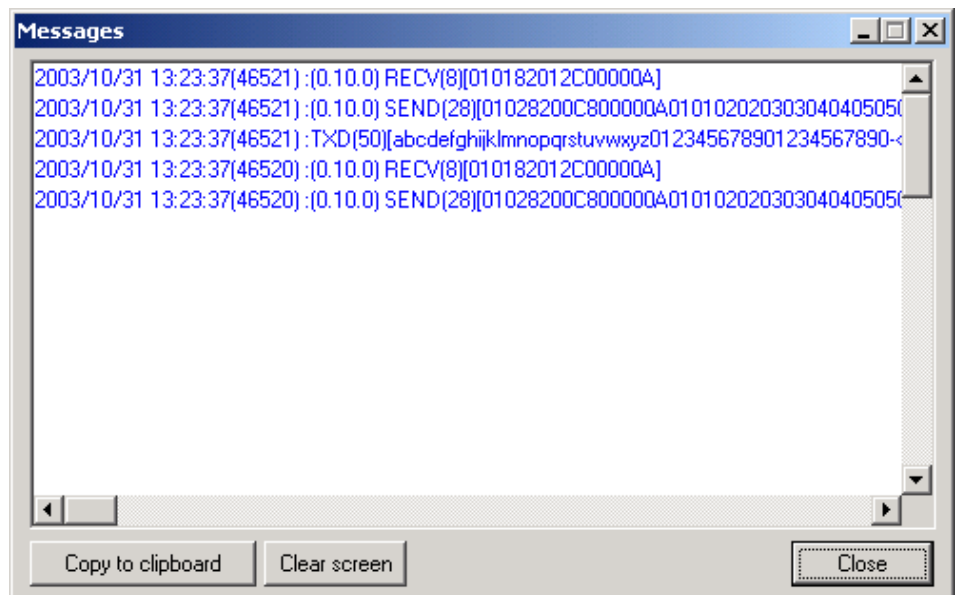 Messages
2003/10/31 13:23:37(46521) :(0.10.0) RECV(8)[010182012C00000A]
2003/10/31 13:23:37(46521) :(0.10.0) SEND(28)[01028200C800000A01010202030304040505(
2003/10/31 13:23:37(46521) :TXD(50)[abcdefghijklmnopqrstuvwxyz012345678901234567890-<
2003/10/31 13:23:37(46520) :(0.10.0) RECV(8)[010182012C00000A]
2003/10/31 13:23:37(46520) :(0.10.0) SEND(28)[01028200C800000A01010202030304040505(
Copy to clipboard Clear screen Close